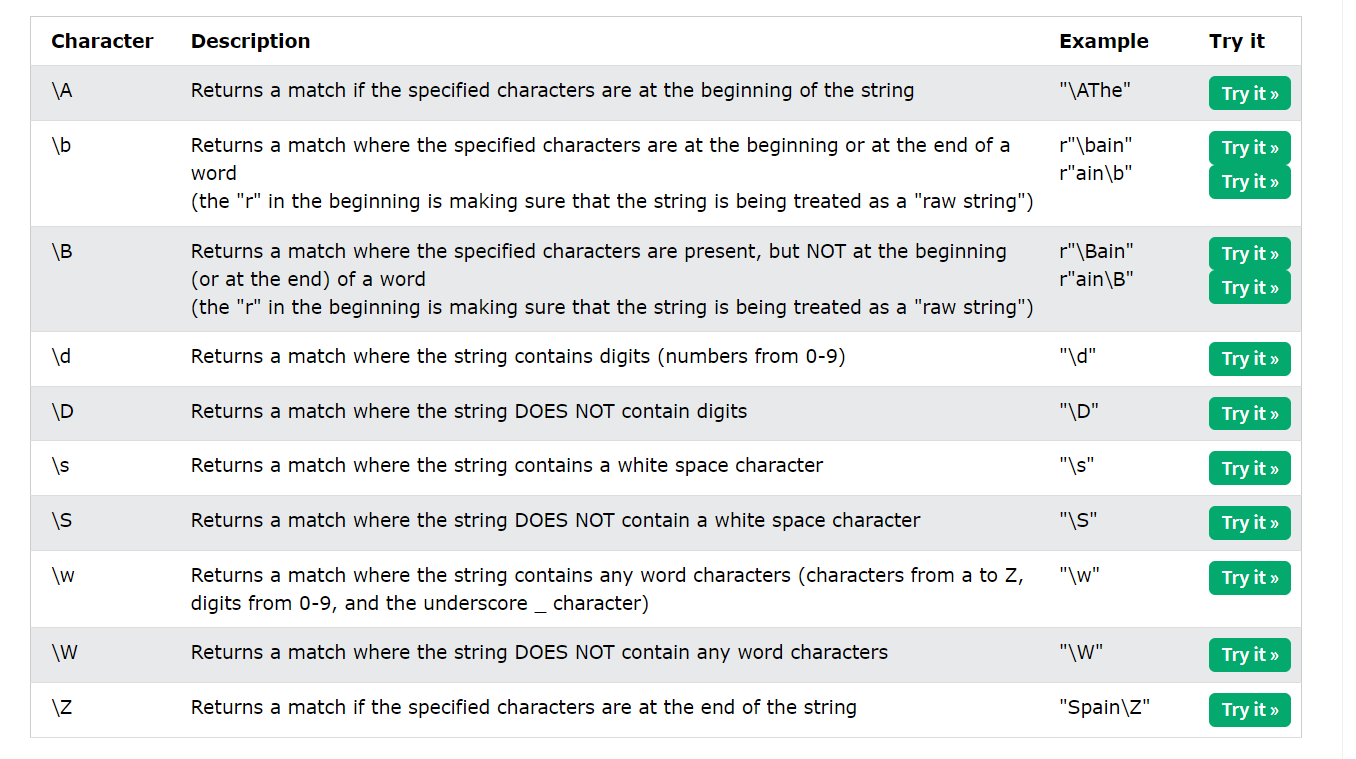 Character Description Example Try it
\A Returns a match if the specified characters are at the beginning of the string "\AThe" Try it »
\b Returns a match where the specified characters are at the beginning or at the end of a r"\bain" Try it »
word r"ain\b" Try it »
(the "r" in the beginning is making sure that the string is being treated as a "raw string")
\B Returns a match where the specified characters are present, but NOT at the beginning r"\Bain" Try it »
(or at the end) of a word r"ain\B" Try it »
(the "r" in the beginning is making sure that the string is being treated as a "raw string")
\d Returns a match where the string contains digits (numbers from 0-9) "\d" Try it »
\D Returns a match where the string DOES NOT contain digits "\D" Try it »
\s Returns a match where the string contains a white space character "\s" Try it »
\S Returns a match where the string DOES NOT contain a white space character "\S" Try it »
\w Returns a match where the string contains any word characters (characters from a to Z, "\w" Try it »
digits from 0-9, and the underscore _ character)
\W Returns a match where the string DOES NOT contain any word characters "\W" Try it »
\Z Returns a match if the specified characters are at the end of the string "Spain\Z" Try it »